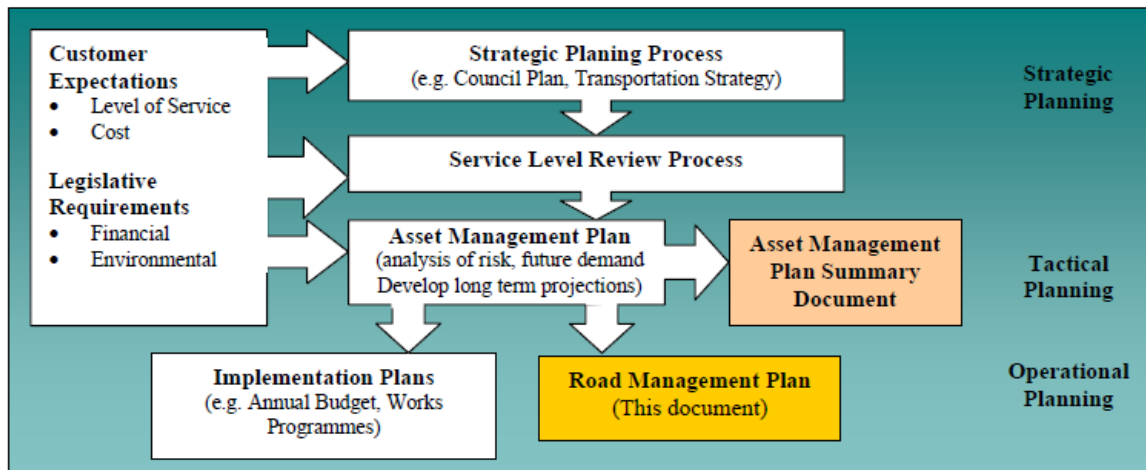 Customer
Expectations
• Level of Service
• Cost
Legislative
Requirements
• Financial
• Environmental
Strategic Planing Process
(e.g. Council Plan, Transportation Strategy)
Strategic
Planning
Service Level Review Process
Asset Management Plan
(analysis of risk, future demand
Develop long term projections)
Asset Management
Plan Summary
Document
Tactical
Planning
Implementation Plans
(e.g. Annual Budget, Works
Programmes)
Road Management Plan
(This document)
Operational
Planning